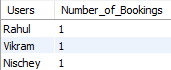 Users Number_of_Bookings
Rahul 1
Vikram 1
Nischey 1